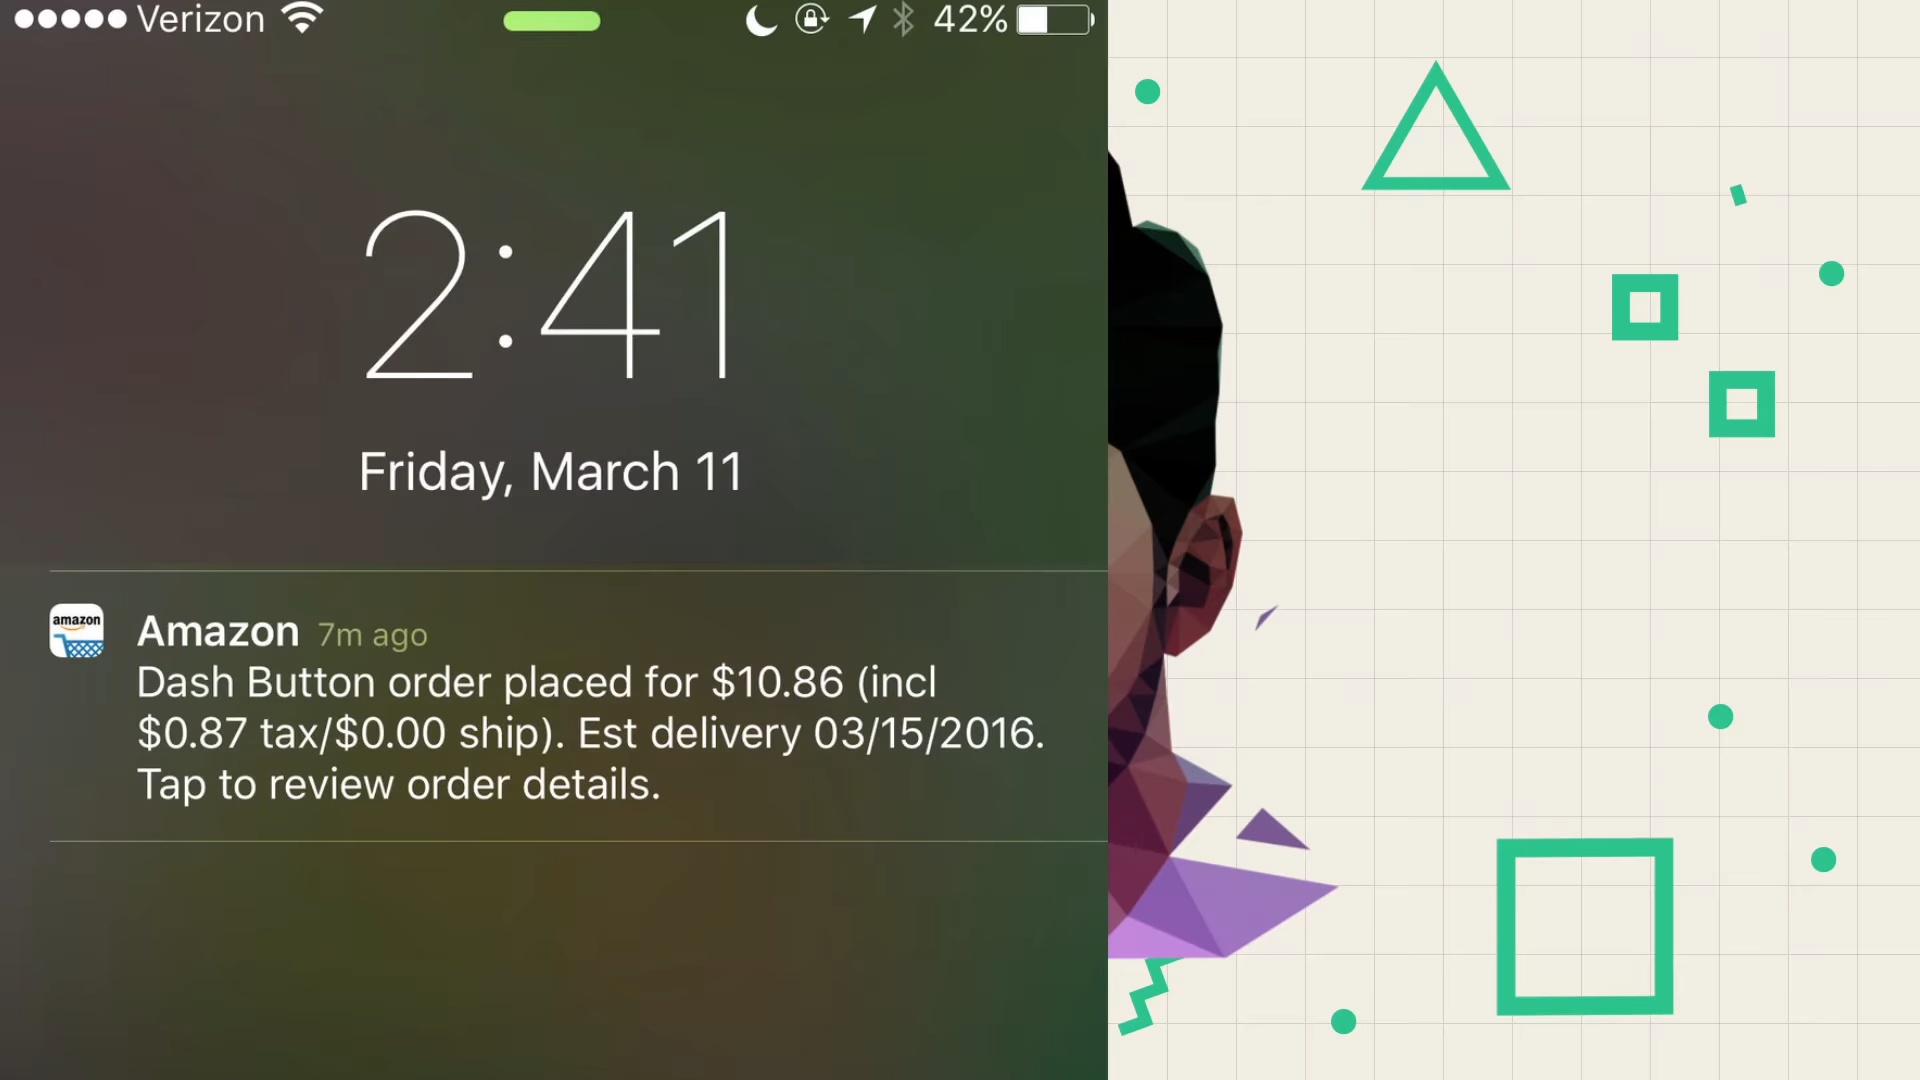 Verizon 42%
2:41
Friday, March 11
amazon
Amazon 7m ago
Dash Button order placed for $10.86 (incl
$0.87 tax/$0.00 ship). Est delivery 03/15/2016.
Tap to review order details.